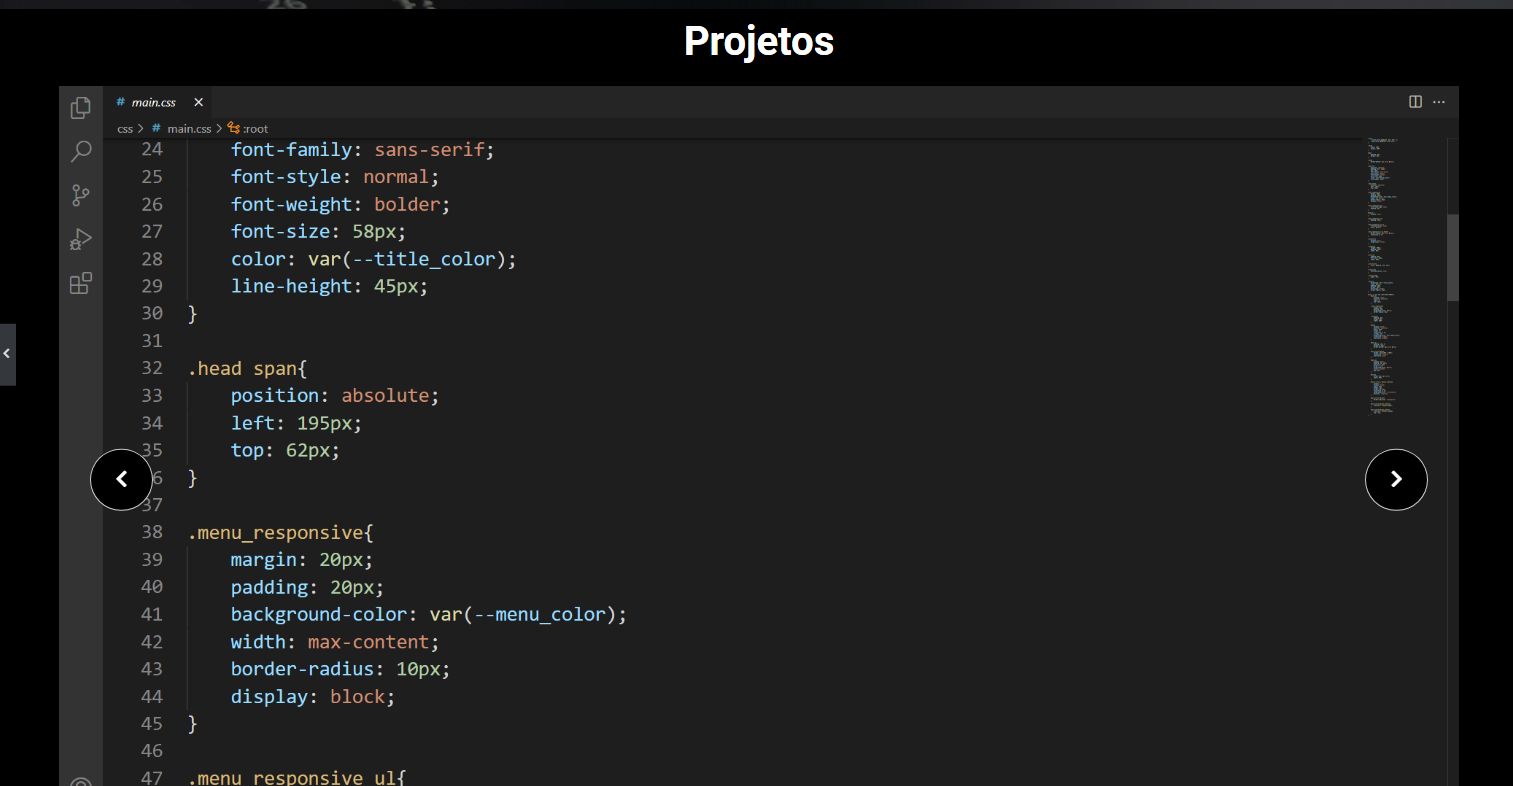 Projetos
# main.css
css > # main.css > :root
24 font-family: sans-serif;
25 font-style: normal;
26 font-weight: bolder;
27 font-size: 58px;
28 color: var(--title_color);
29 line-height: 45px;
30 }
31
32 .head span{
33 position: absolute;
34 left: 195px;
35 top: 62px;
6 }
37
38 .menu_responsive{
39 margin: 20px;
40 padding: 20px;
41 background-color: var(--menu_color);
42 width: max-content;
43 border-radius: 10px;
44 display: block;
45 }
46
47 .menu_responsive ul{